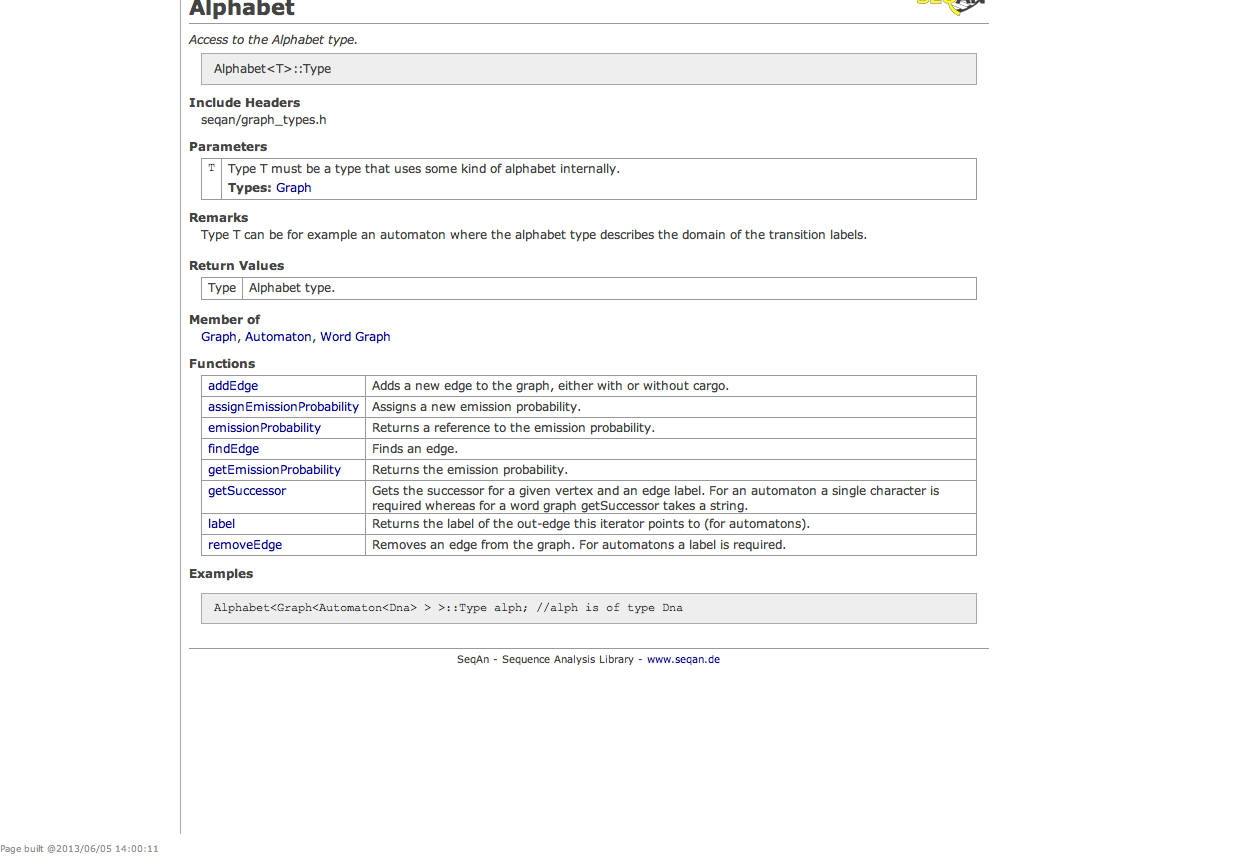 Alphabet
Access to the Alphabet type.
Alphabet<T>::Type
Include Headers
seqan/graph_types.h
Parameters
T Type T must be a type that uses some kind of alphabet internally.
Types: Graph
Remarks
Type T can be for example an automaton where the alphabet type describes the domain of the transition labels.
Return Values
Type Alphabet type.
Member of
Graph, Automaton, Word Graph
Functions
addEdge Adds a new edge to the graph, either with or without cargo.
assignEmissionProbability Assigns a new emission probability.
emissionProbability Returns a reference to the emission probability.
findEdge Finds an edge.
getEmissionProbability Returns the emission probability.
getSuccessor Gets the successor for a given vertex and an edge label. For an automaton a single character is
required whereas for a word graph getSuccessor takes a string.
label Returns the label of the out-edge this iterator points to (for automatons).
removeEdge Removes an edge from the graph. For automatons a label is required.
Examples
Alphabet<Graph<Automaton<Dna> > >::Type alph; //alph is of type Dna
SeqAn - Sequence Analysis Library - www.seqan.de
Page built @2013/06/05 14:00:11